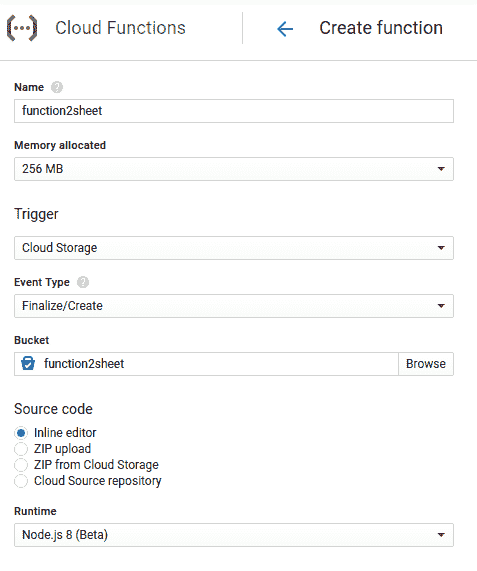 Cloud Functions
Create function
Name
function2sheet
Memory allocated
256 MB
Trigger
Cloud Storage
Event Type
Finalize/Create
Bucket
function2sheet
Browse
Source code
Inline editor
ZIP upload
ZIP from Cloud Storage
Cloud Source repository
Runtime
Node.js 8 (Beta)